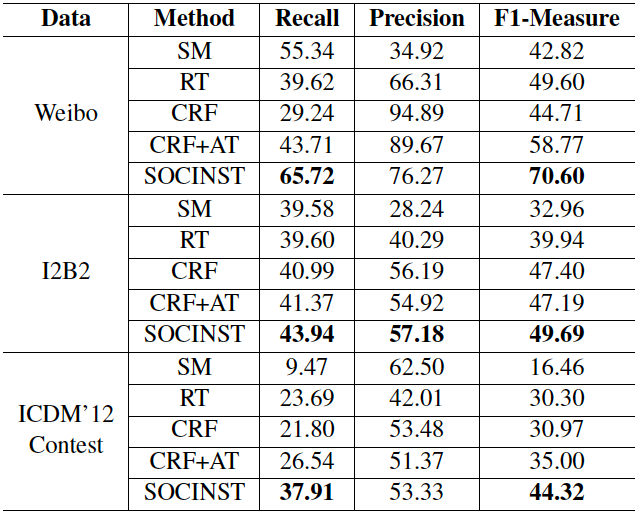 Data Method Recall Precision F1-Measure
SM 55.34 34.92 42.82
RT 39.62 66.31 49.60
Weibo CRF 29.24 94.89 44.71
CRF+AT 43.71 89.67 58.77
SOCINST 65.72 76.27 70.60
SM 39.58 28.24 32.96
RT 39.60 40.29 39.94
I2B2 CRF 40.99 56.19 47.40
CRF+AT 41.37 54.92 47.19
SOCINST 43.94 57.18 49.69
SM 9.47 62.50 16.46
RT 23.69 42.01 30.30
ICDM’12 Contest CRF 21.80 53.48 30.97
CRF+AT 26.54 51.37 35.00
SOCINST 37.91 53.33 44.32